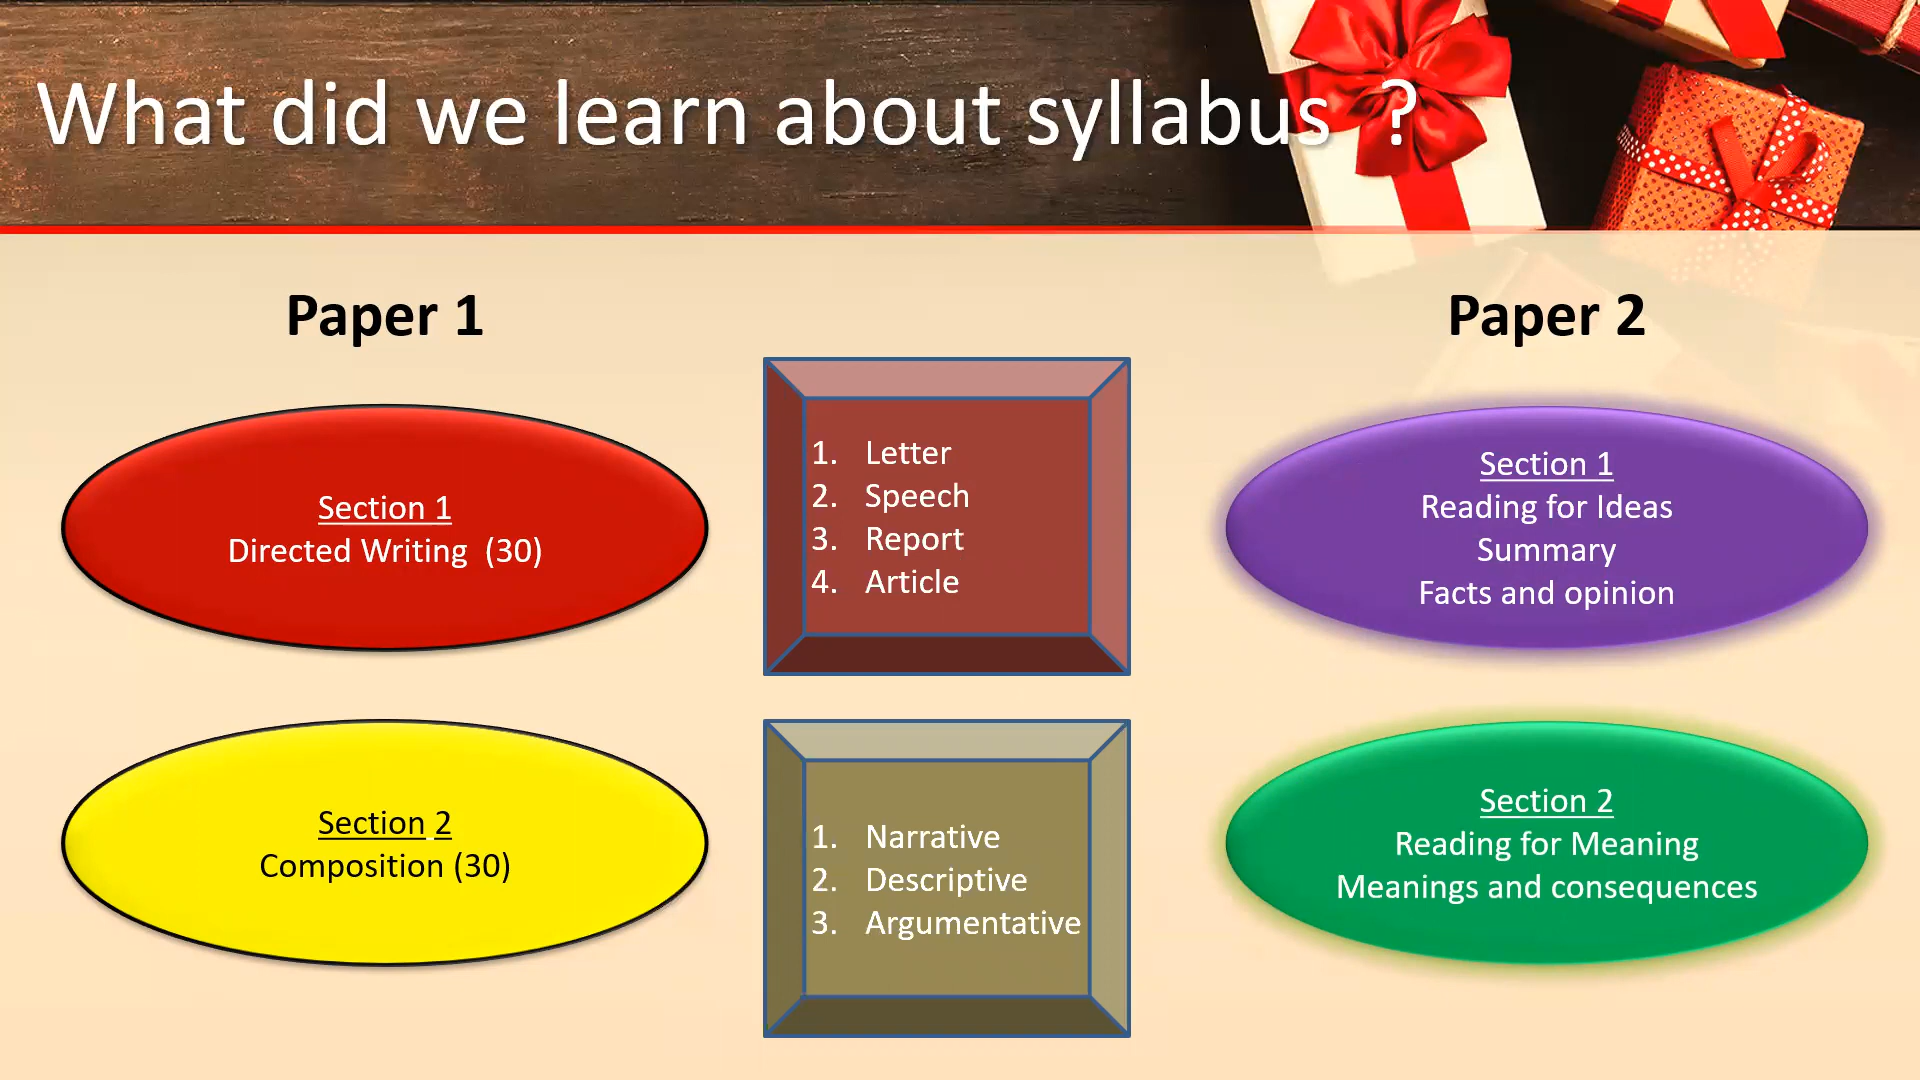 What did we learn about syllabus ?
Paper 1
Section 1
Directed Writing (30)
1. Letter
2. Speech
3. Report
4. Article
Section 2
Composition (30)
1. Narrative
2. Descriptive
3. Argumentative
Paper 2
Section 1
Reading for Ideas
Summary
Facts and opinion
Section 2
Reading for Meaning
Meanings and consequences